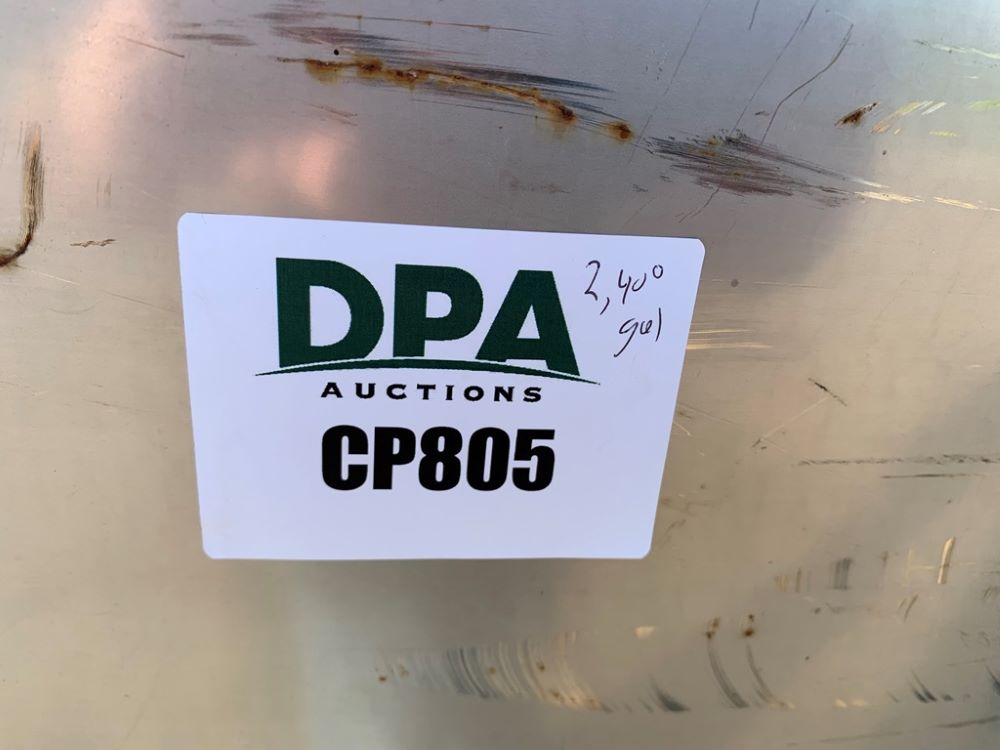 DPA
AUCTIONS
2,400
gal
CP805